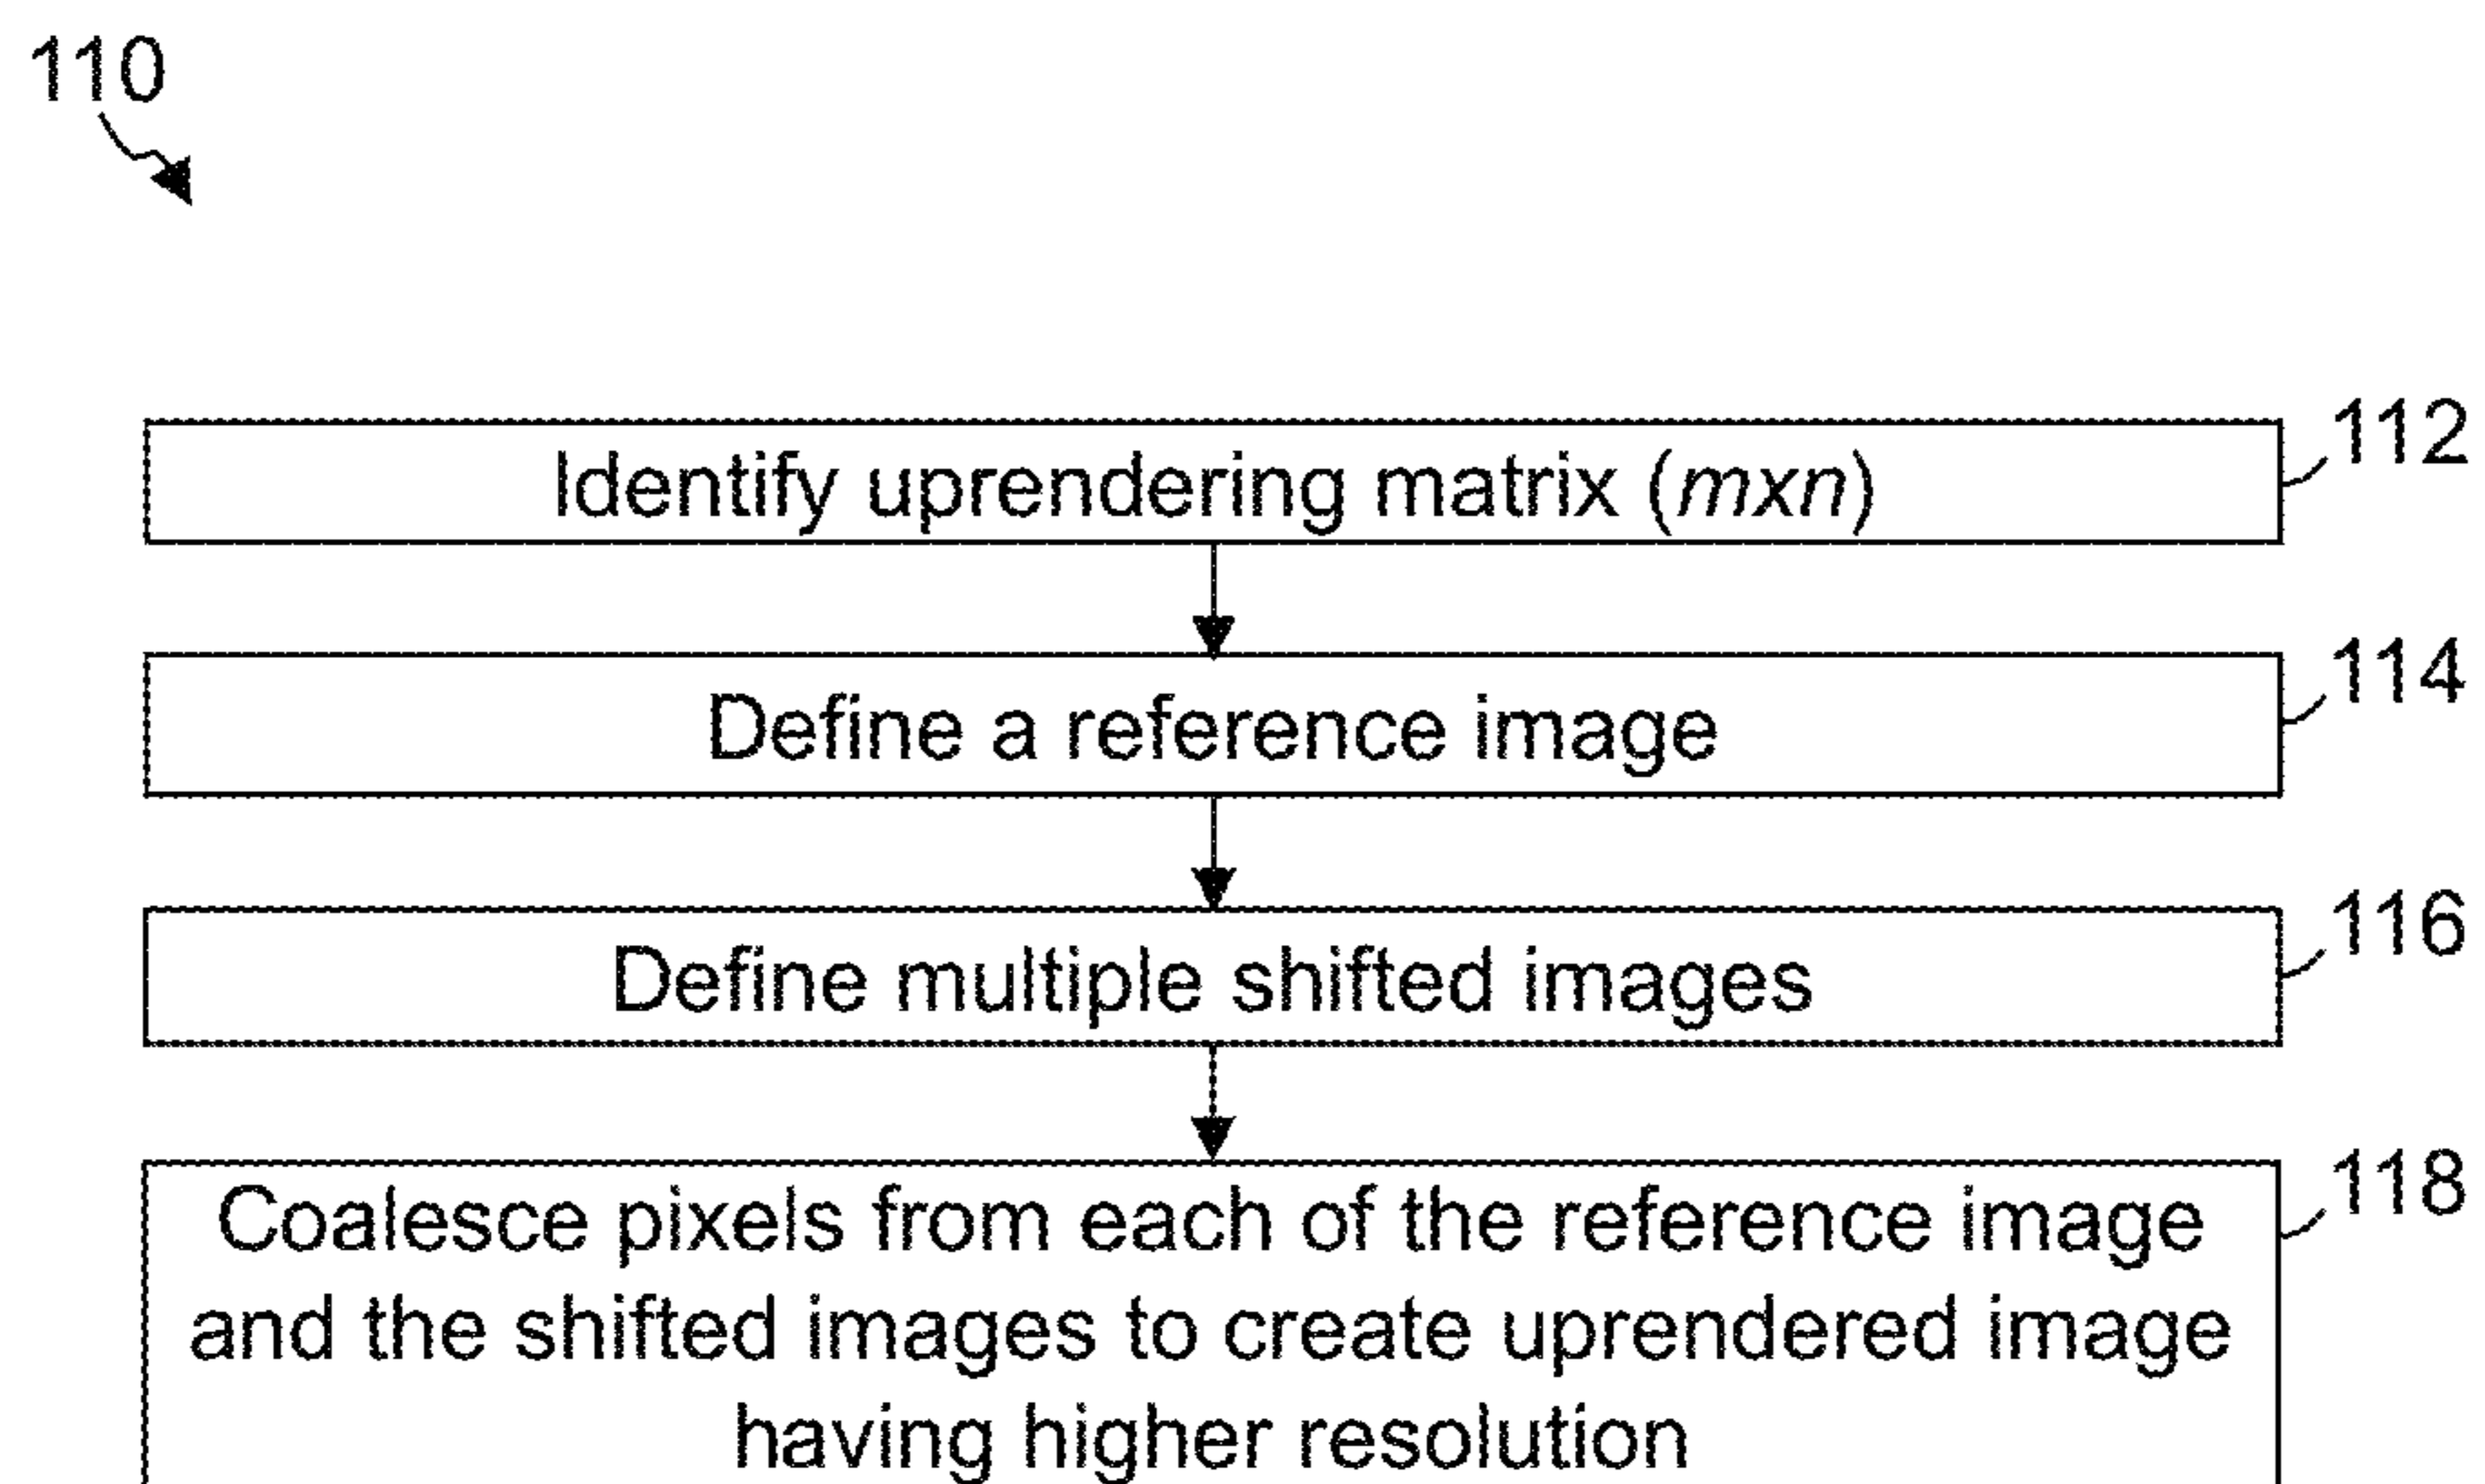 110
112
Identify uprendering matrix (mxn)
114
Define a reference image
116
Define multiple shifted images
118
Coalesce pixels from each of the reference image
and the shifted images to create uprendered image
having higher resolution